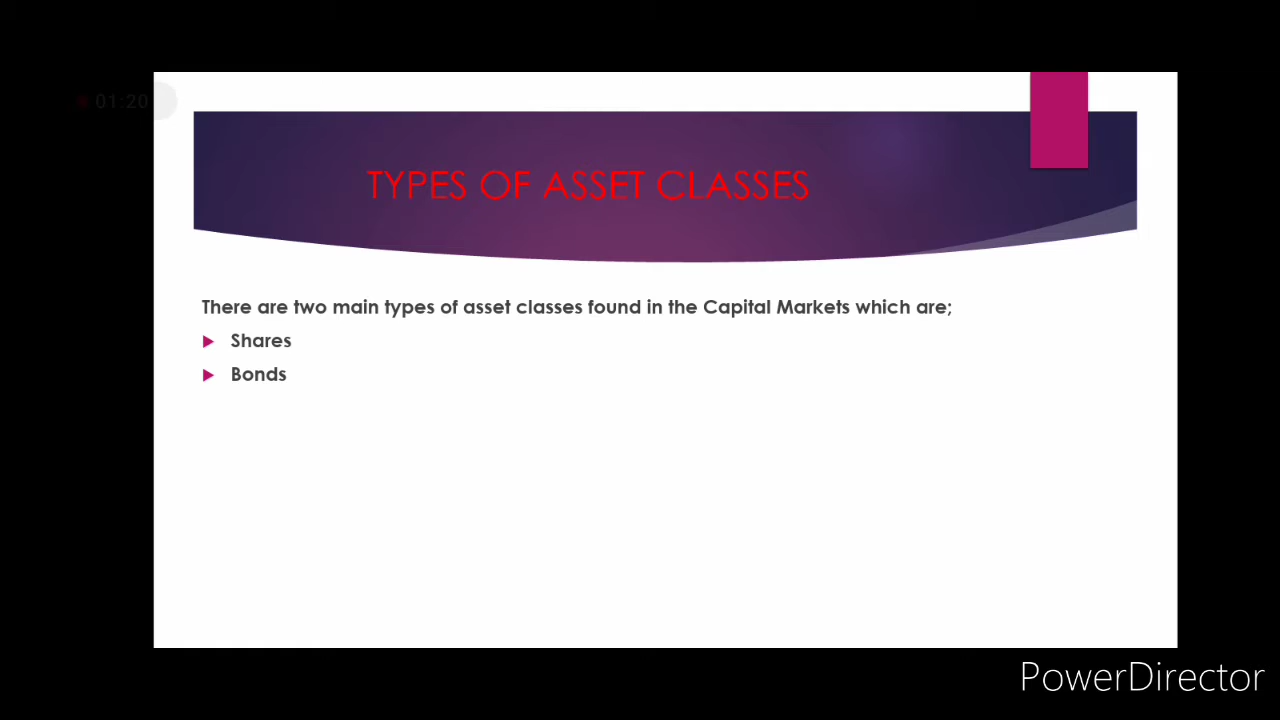 01:20
TYPES OF ASSET CLASSES
There are two main types of asset classes found in the Capital Markets which are;
Shares
Bonds
PowerDirector